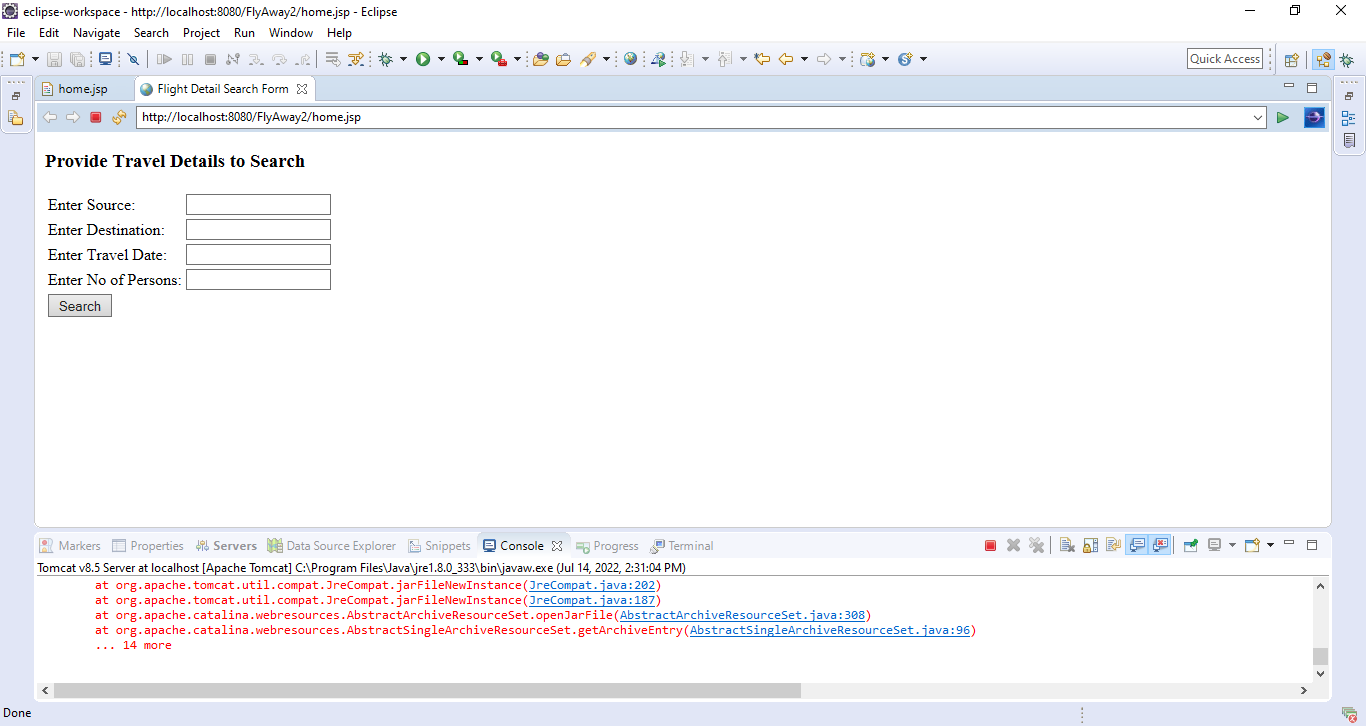 eclipse-workspace - http://localhost:8080/FlyAway2/home.jsp - Eclipse
File Edit Navigate Search Project Run Window Help
Quick Access
home.jsp Flight Detail Search Form
http://localhost:8080/FlyAway2/home.jsp
Provide Travel Details to Search
Enter Source:
Enter Destination:
Enter Travel Date:
Enter No of Persons:
Search
Markers Properties Servers Data Source Explorer Snippets Console Progress Terminal
Tomcat v8.5 Server at localhost [Apache Tomcat] C:\Program Files\Java\jre1.8.0_333\bin\javaw.exe (Jul 14, 2022, 2:31:04 PM)
at org.apache.tomcat.util.compat.JreCompat.jarFileNewInstance(JreCompat.java:202)
at org.apache.tomcat.util.compat.JreCompat.jarFileNewInstance(JreCompat.java:187)
at org.apache.catalina.webresources.AbstractArchiveResourceSet.openJarFile(AbstractArchiveResourceSet.java:308)
at org.apache.catalina.webresources.AbstractSingleArchiveResourceSet.getArchiveEntry(AbstractSingleArchiveResourceSet.java:96)
... 14 more
Done